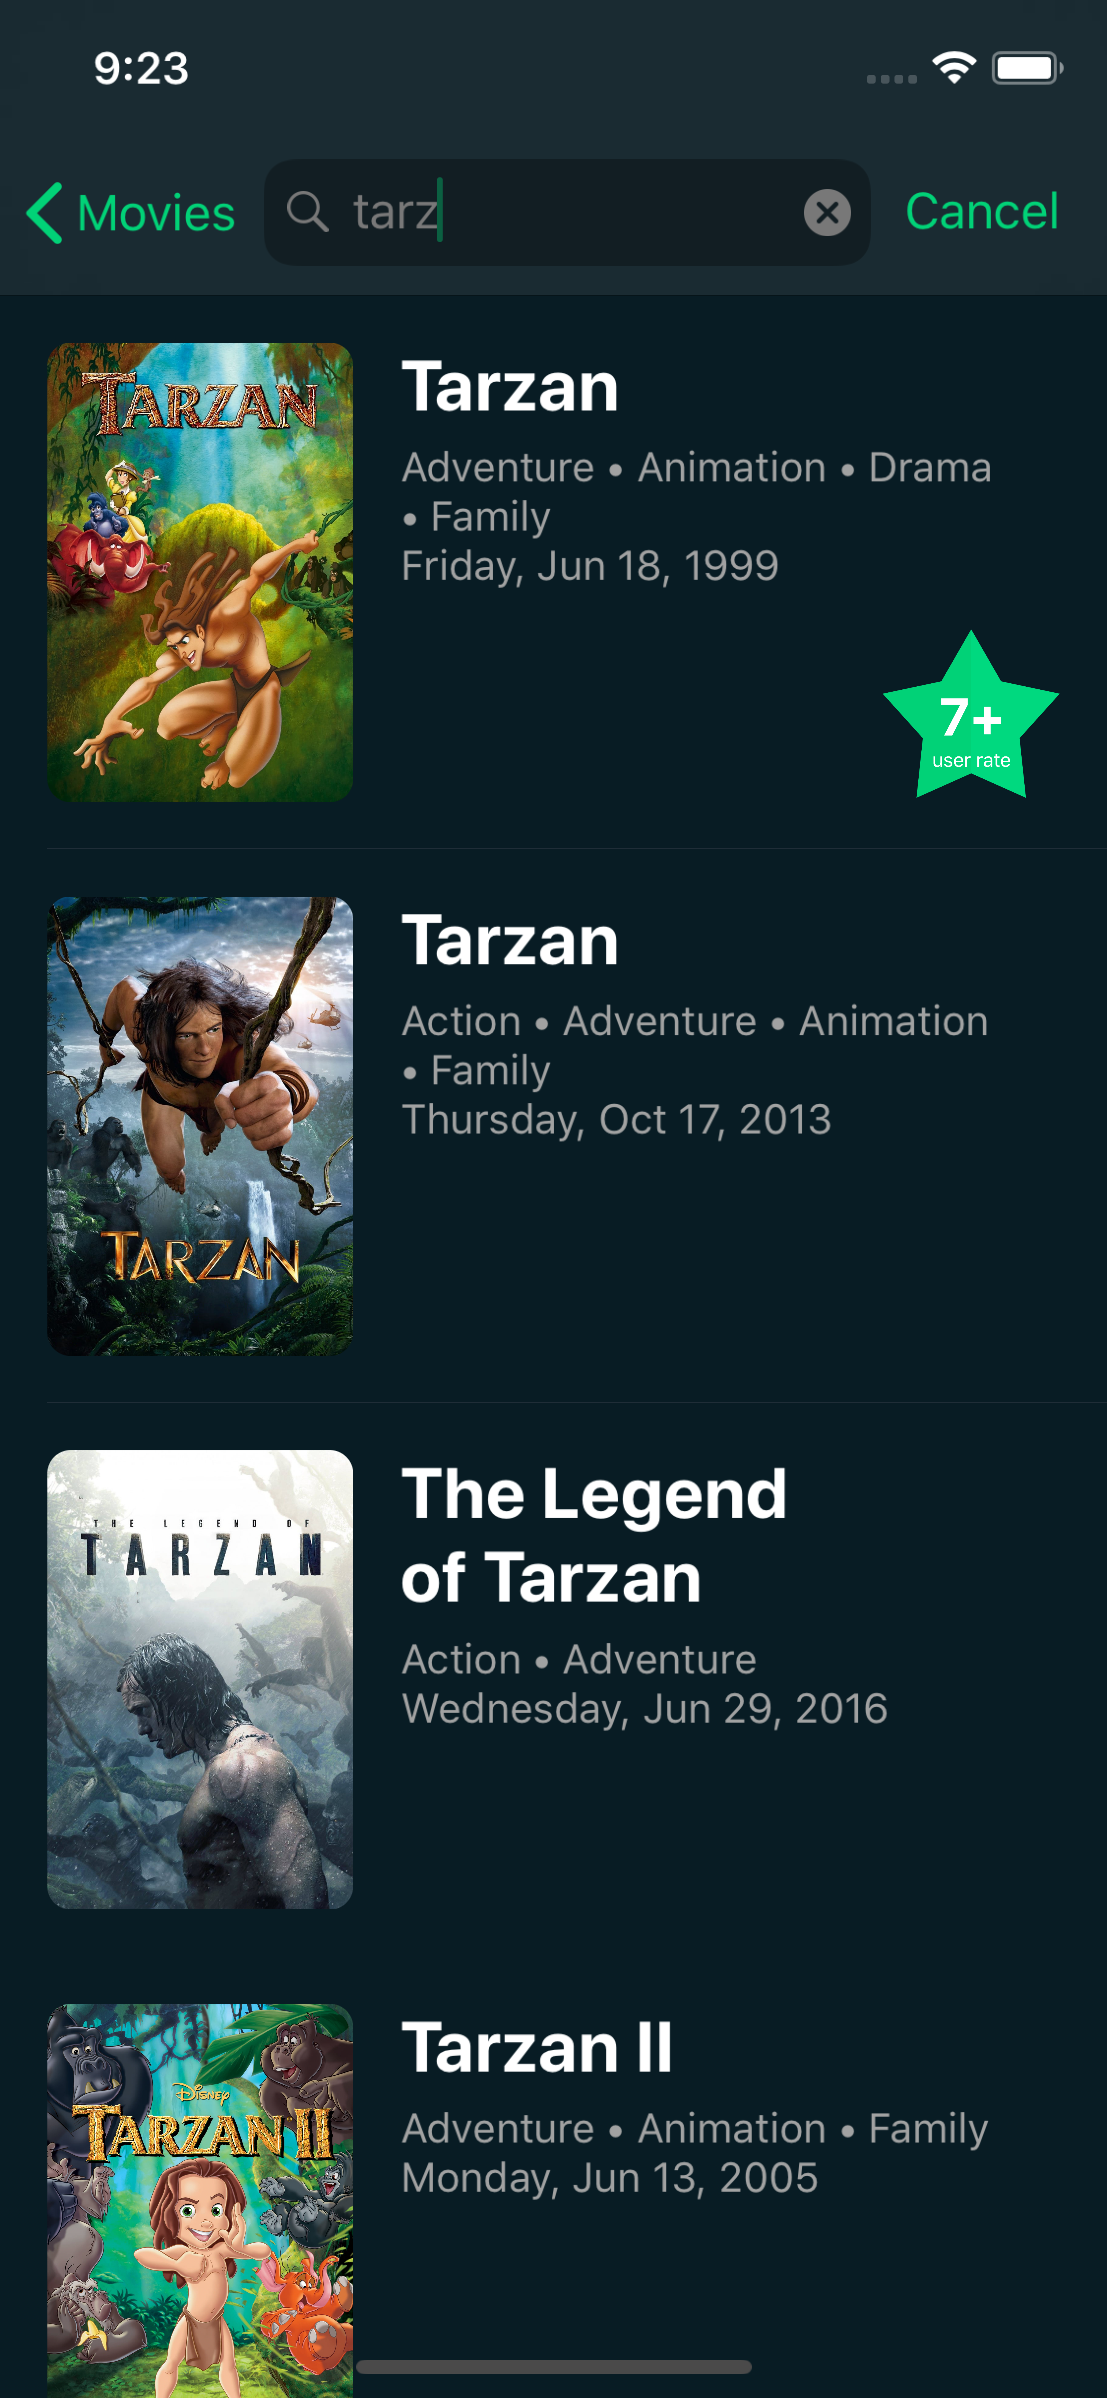 9:23
Movies
tarz
Cancel
TARZAN
Tarzan
Adventure • Animation • Drama
• Family
Friday, Jun 18, 1999
7+
user rate
TARZAN
Tarzan
Action • Adventure • Animation
• Family
Thursday, Oct 17, 2013
THE LEGEND OF
TARZAN
The Legend
of Tarzan
Action • Adventure
Wednesday, Jun 29, 2016
DISNEY
TARZAN II
Tarzan II
Adventure • Animation • Family
Monday, Jun 13, 2005